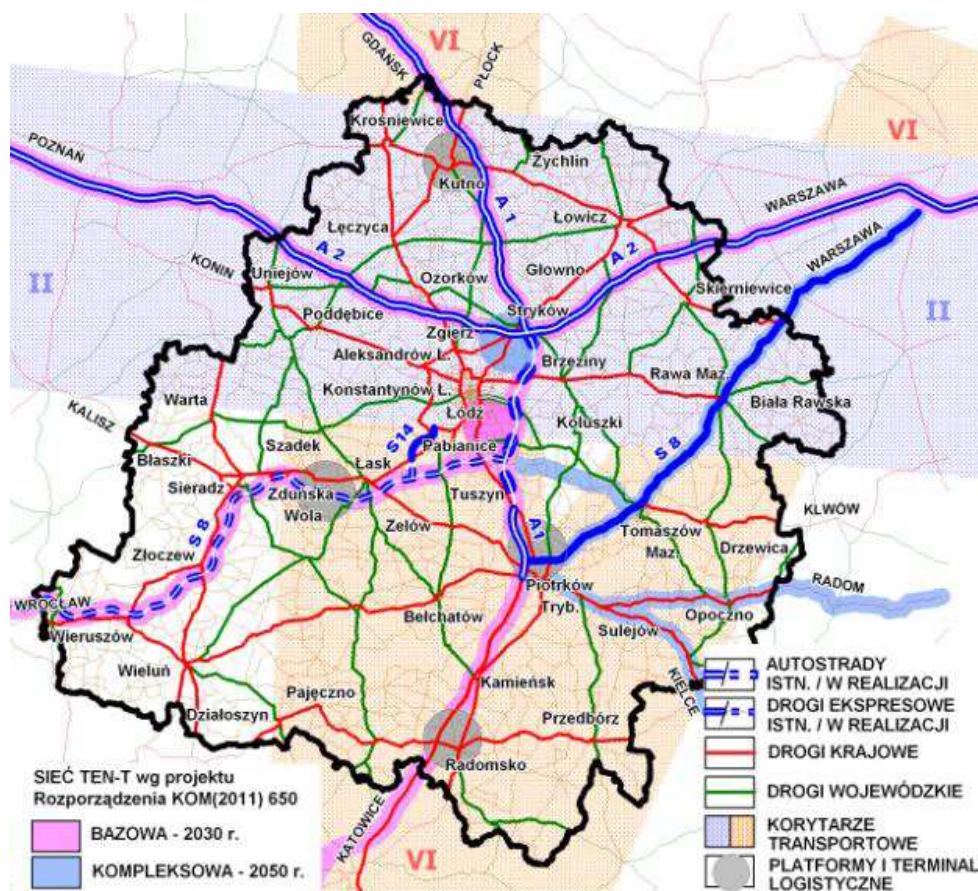 GDAŃSK
VI
PŁOCK
Krośniewice
VI
POZNAŃ
Żychlin
Kutno
A 1
WARSZAWA
Łęczyca
Łowicz
KONIN
A 2
A 2
WARSZAWA
Uniejów
Ozorków
Głowno
II
Skierniewice
Stryków
II
Poddębice
Zgierz
Aleksandrów Ł.
Brzeziny
Rawa Maz.
Konstantynów Ł.
Warta
Biała Rawska
Łódź
KALISZ
Koluszki
S14
Szadek
Pabianice
S 8
Błaszki
Łask
Sieradz
Zduńska
Wola
Tuszyn
KLWÓW
Zelów
Tomaszów
Maz.
Drzewica
S 8
A1
Złoczew
RADOM
Piotrków
Tryb.
WROCŁAW
Bełchatów
Opoczno
Wieruszów
Sulejów
Wieluń
KIELCE
AUTOSTRADY
ISTN. / W REALIZACJI
Kamieńsk
Pajęczno
DROGI EKSPRESOWE
ISTN. / W REALIZACJI
Działoszyn
Przedbórz
DROGI KRAJOWE
Radomsko
SIEĆ TEN-T wg projektu
Rozporządzenia KOM(2011) 650
DROGI WOJEWÓDZKIE
BAZOWA - 2030 r.
KORYTARZE
TRANSPORTOWE
KATOWICE
VI
KOMPLEKSOWA - 2050 r.
PLATFORMY I TERMINAL
LOGISTYCZNE